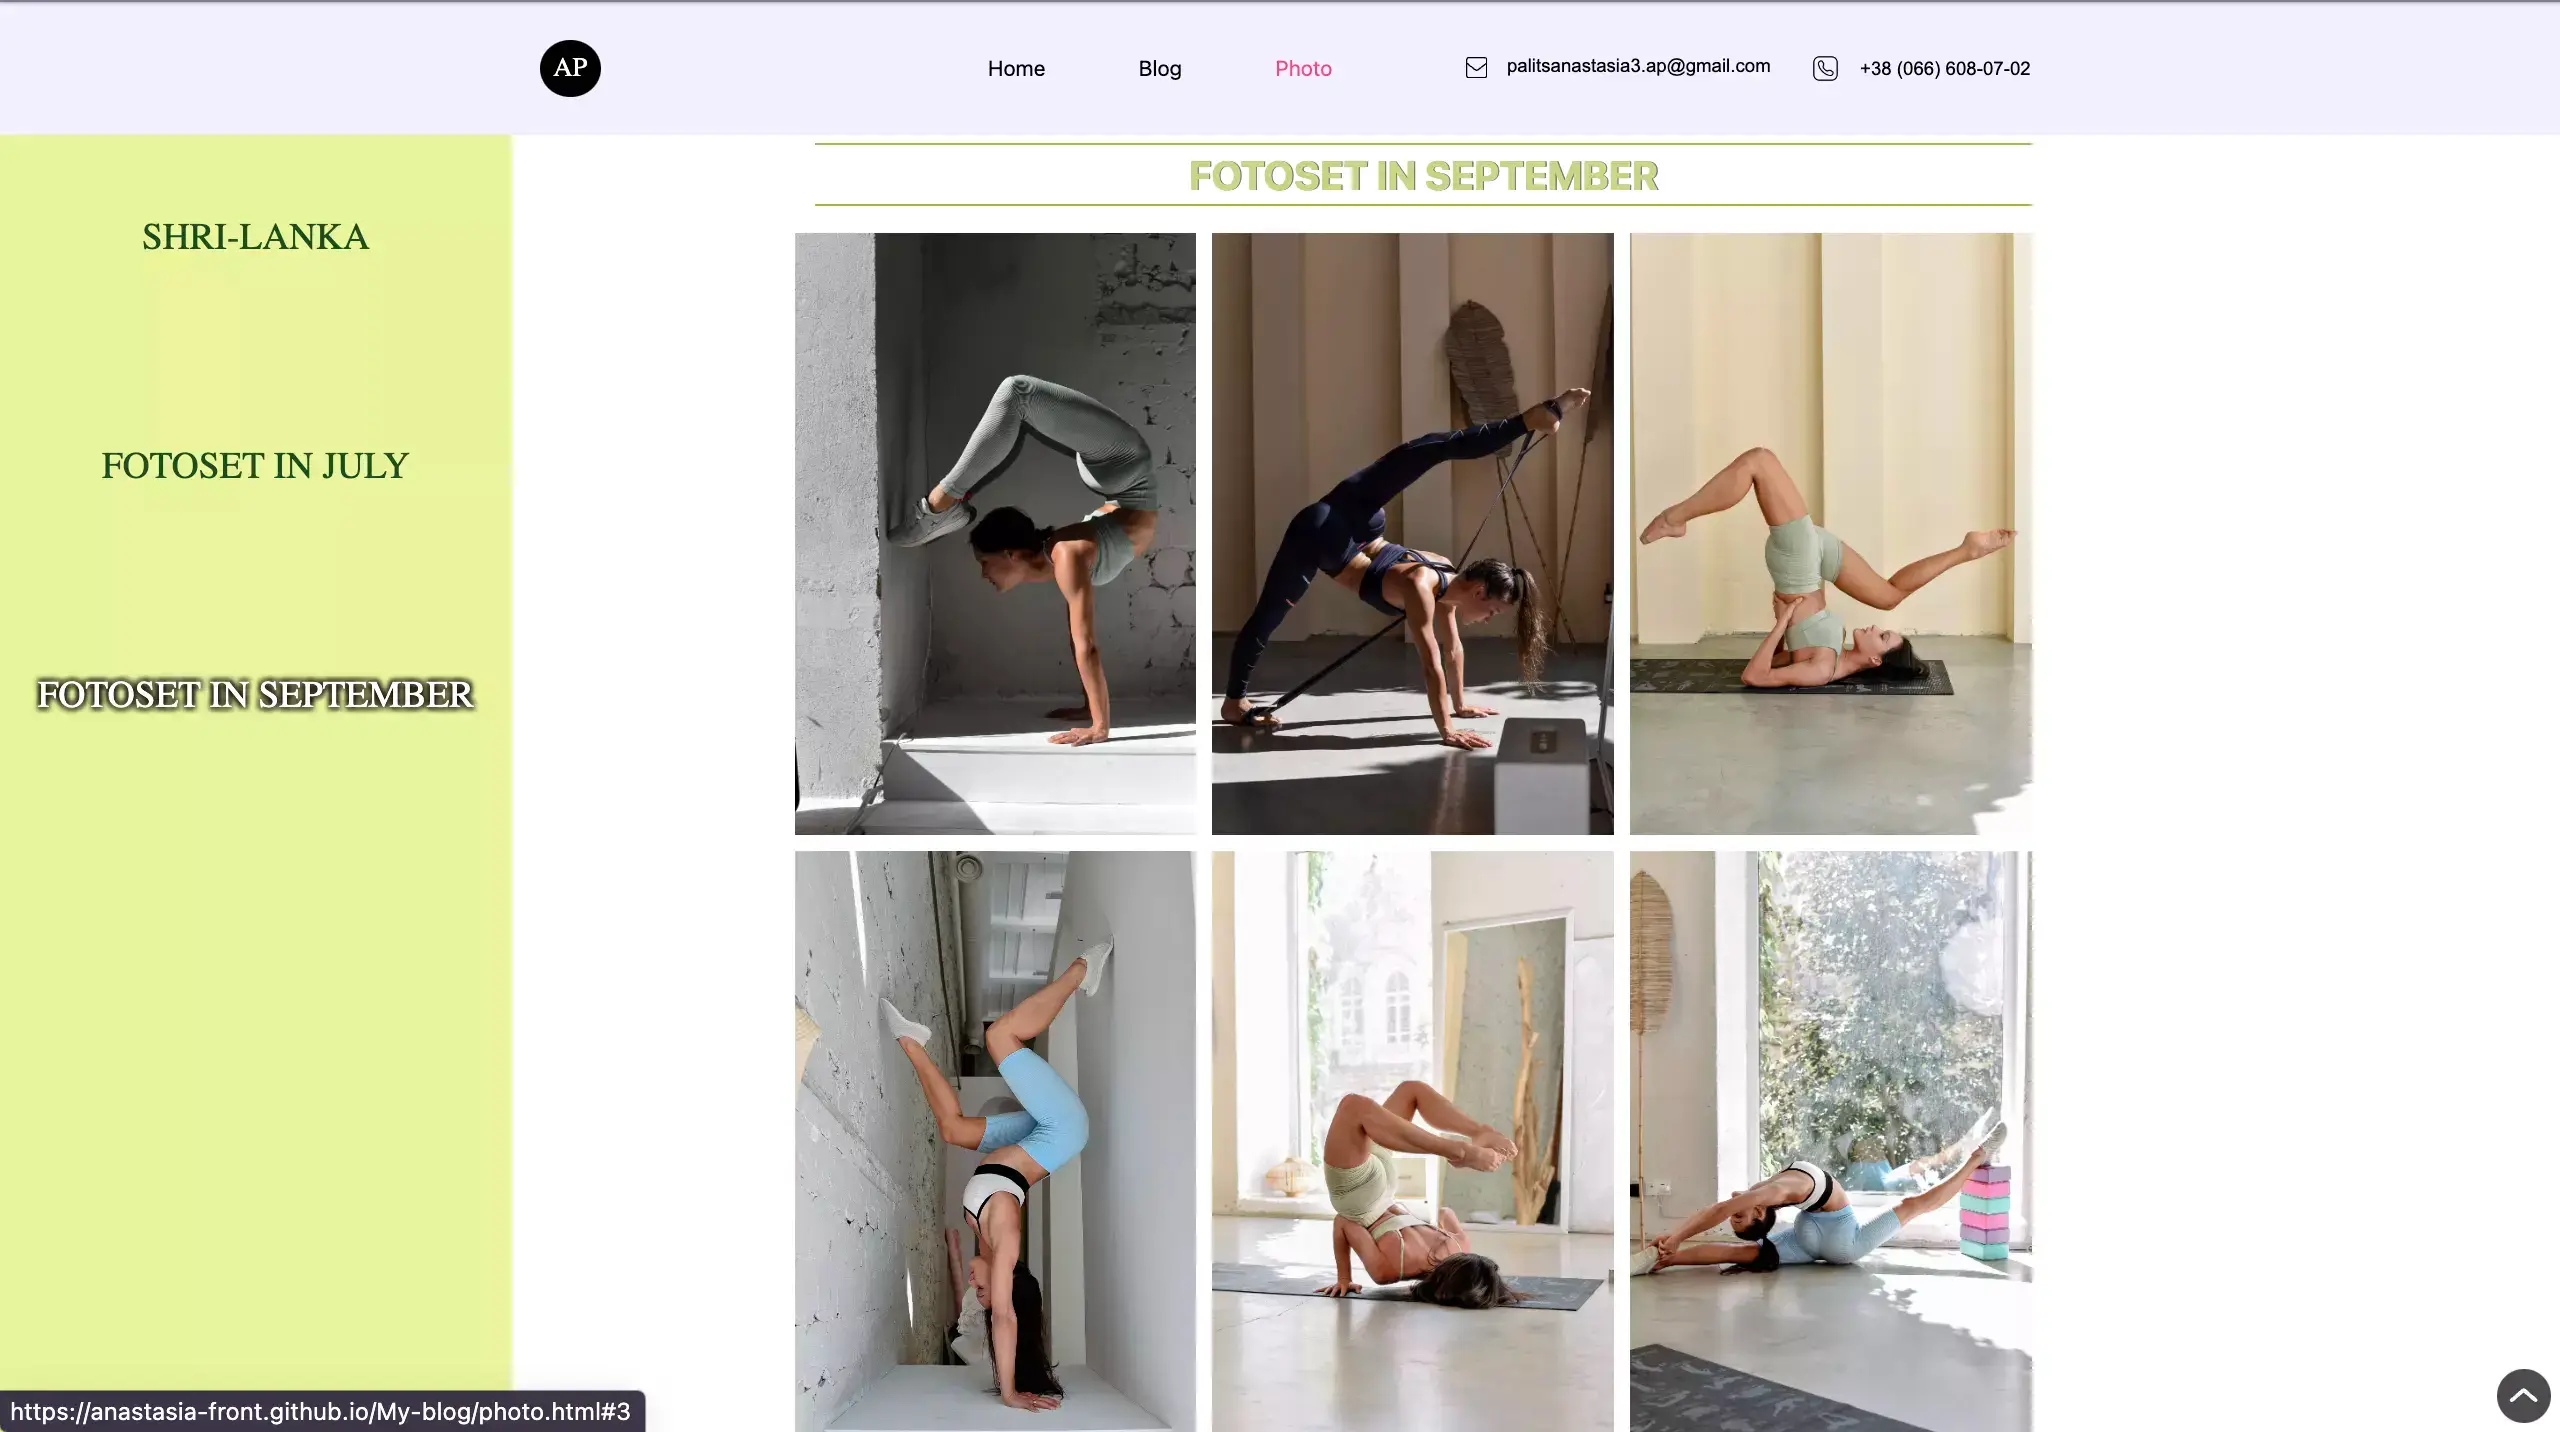 AP
Home
Blog
Photo
palitsanastasia3.ap@gmail.com
+38 (066) 608-07-02
SHRI-LANKA
FOTOSET IN JULY
FOTOSET IN SEPTEMBER
FOTOSET IN SEPTEMBER
https://anastasia-front.github.io/My-blog/photo.html#3